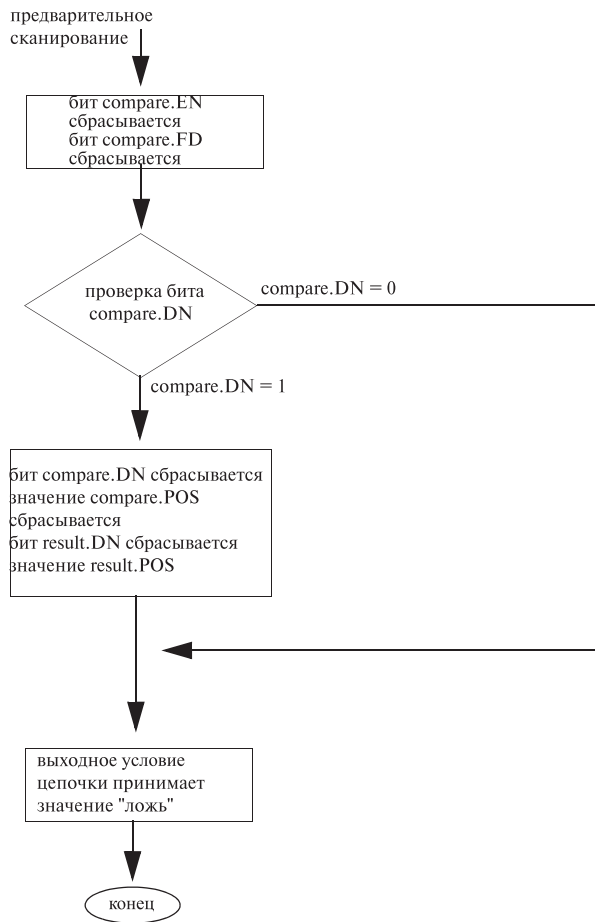 предварительное
сканирование
бит compare.EN
сбрасывается
бит compare.FD
сбрасывается
проверка бита
compare.DN
compare.DN = 0
compare.DN = 1
бит compare.DN сбрасывается
значение compare.POS
сбрасывается
бит result.DN сбрасывается
значение result.POS
выходное условие
цепочки принимает
значение "ложь"
конец